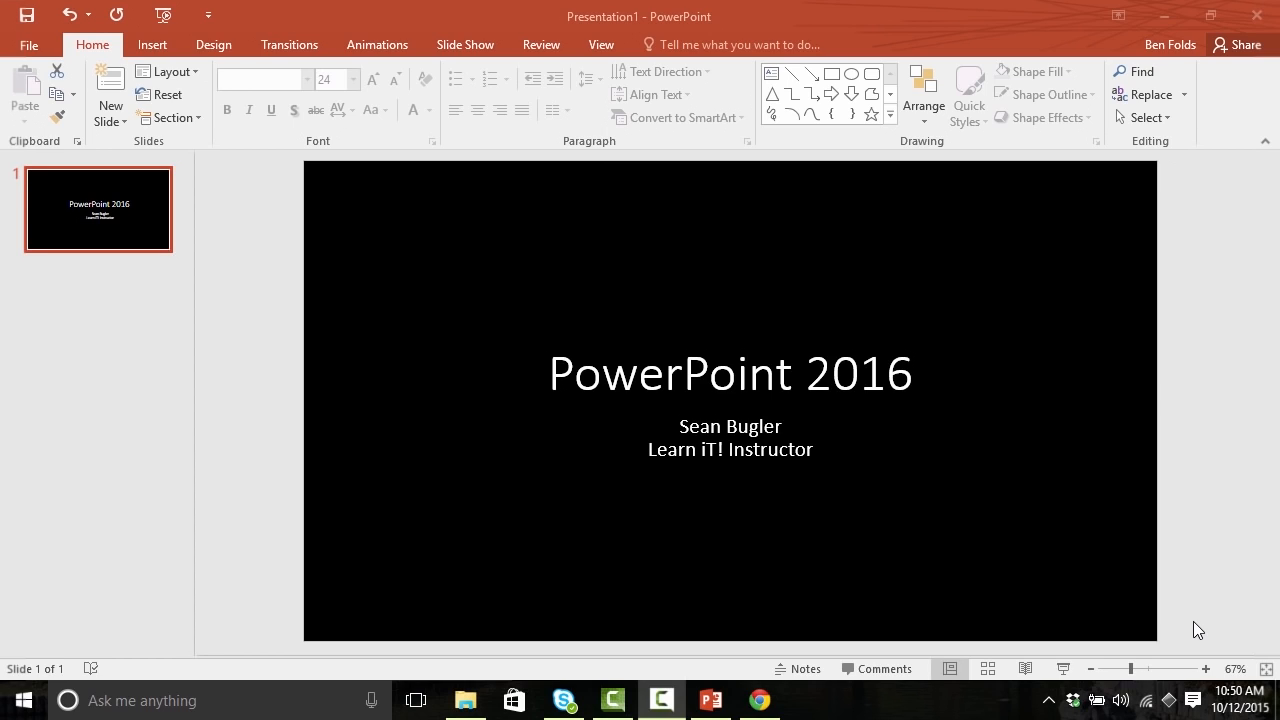 Presentation1 - PowerPoint
File Home Insert Design Transitions Animations Slide Show Review View Tell me what you want to do... Ben Folds Share
Paste
Clipboard
New Slide
Layout
Reset
Section
Slides
24
B I U S abc AV Aa A
Font
Text Direction
Align Text
Convert to SmartArt
Paragraph
Arrange
Quick Styles
Shape Fill
Shape Outline
Shape Effects
Drawing
Find
Replace
Select
Editing
1
PowerPoint 2016
Sean Bugler
Learn iT! Instructor
PowerPoint 2016
Sean Bugler
Learn iT! Instructor
Slide 1 of 1 Notes Comments 67%
Ask me anything
10:50 AM
10/12/2015